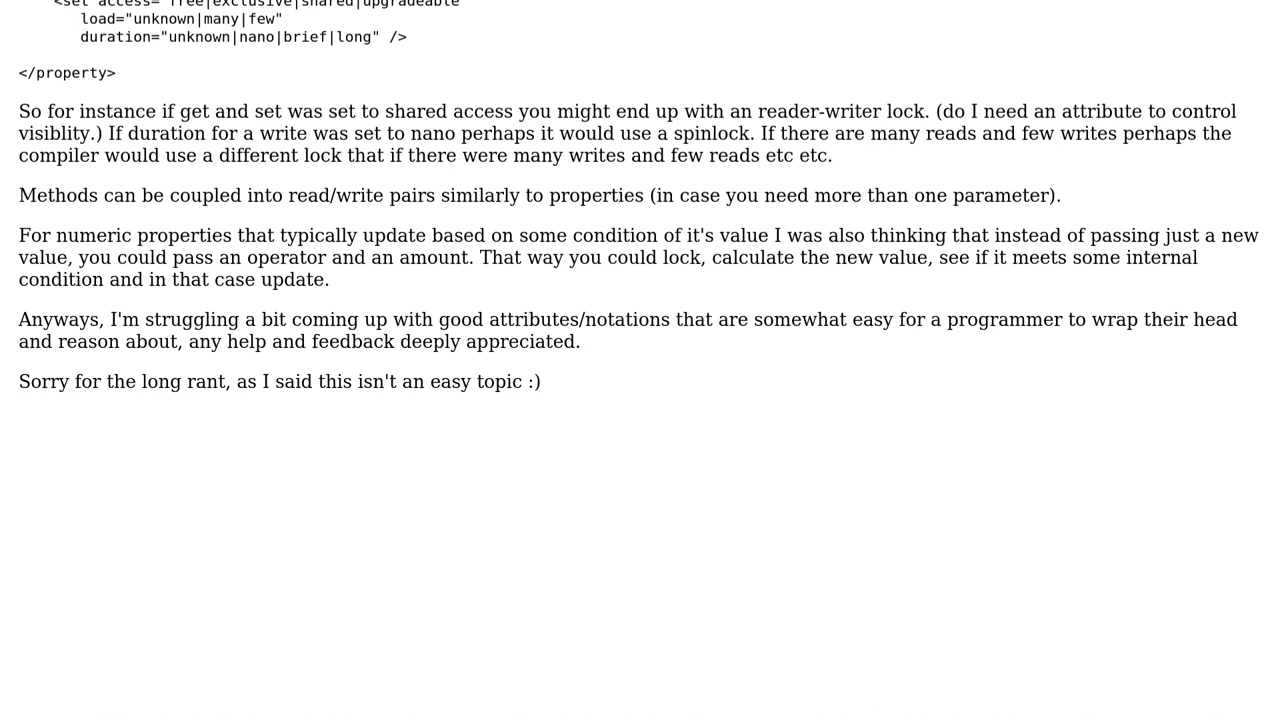 <set access="free|exclusive|shared|upgradeable"
load="unknown|many|few"
duration="unknown|nano|brief|long" />
</property>
So for instance if get and set was set to shared access you might end up with an reader-writer lock. (do I need an attribute to control
visiblity.) If duration for a write was set to nano perhaps it would use a spinlock. If there are many reads and few writes perhaps the
compiler would use a different lock that if there were many writes and few reads etc etc.
Methods can be coupled into read/write pairs similarly to properties (in case you need more than one parameter).
For numeric properties that typically update based on some condition of it's value I was also thinking that instead of passing just a new
value, you could pass an operator and an amount. That way you could lock, calculate the new value, see if it meets some internal
condition and in that case update.
Anyways, I'm struggling a bit coming up with good attributes/notations that are somewhat easy for a programmer to wrap their head
and reason about, any help and feedback deeply appreciated.
Sorry for the long rant, as I said this isn't an easy topic :)